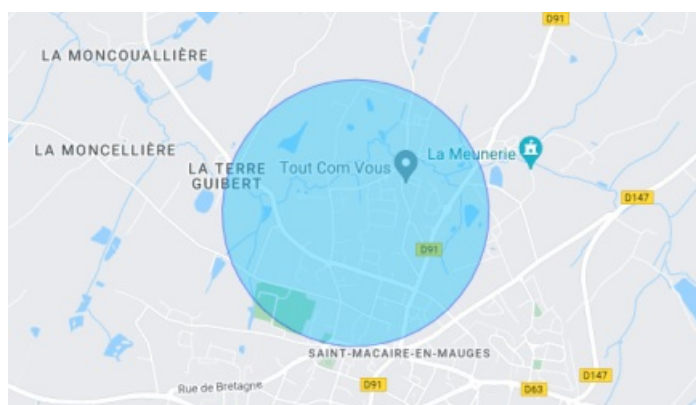 D91
LA MONCOUALLIÈRE
LA MONCELLIÈRE
La Meunerie
LA TERRE
GUIBERT
Tout Com Vous
D147
D91
SAINT-MACAIRE-EN-MAUGES
Rue de Bretagne
D91
D63
D147